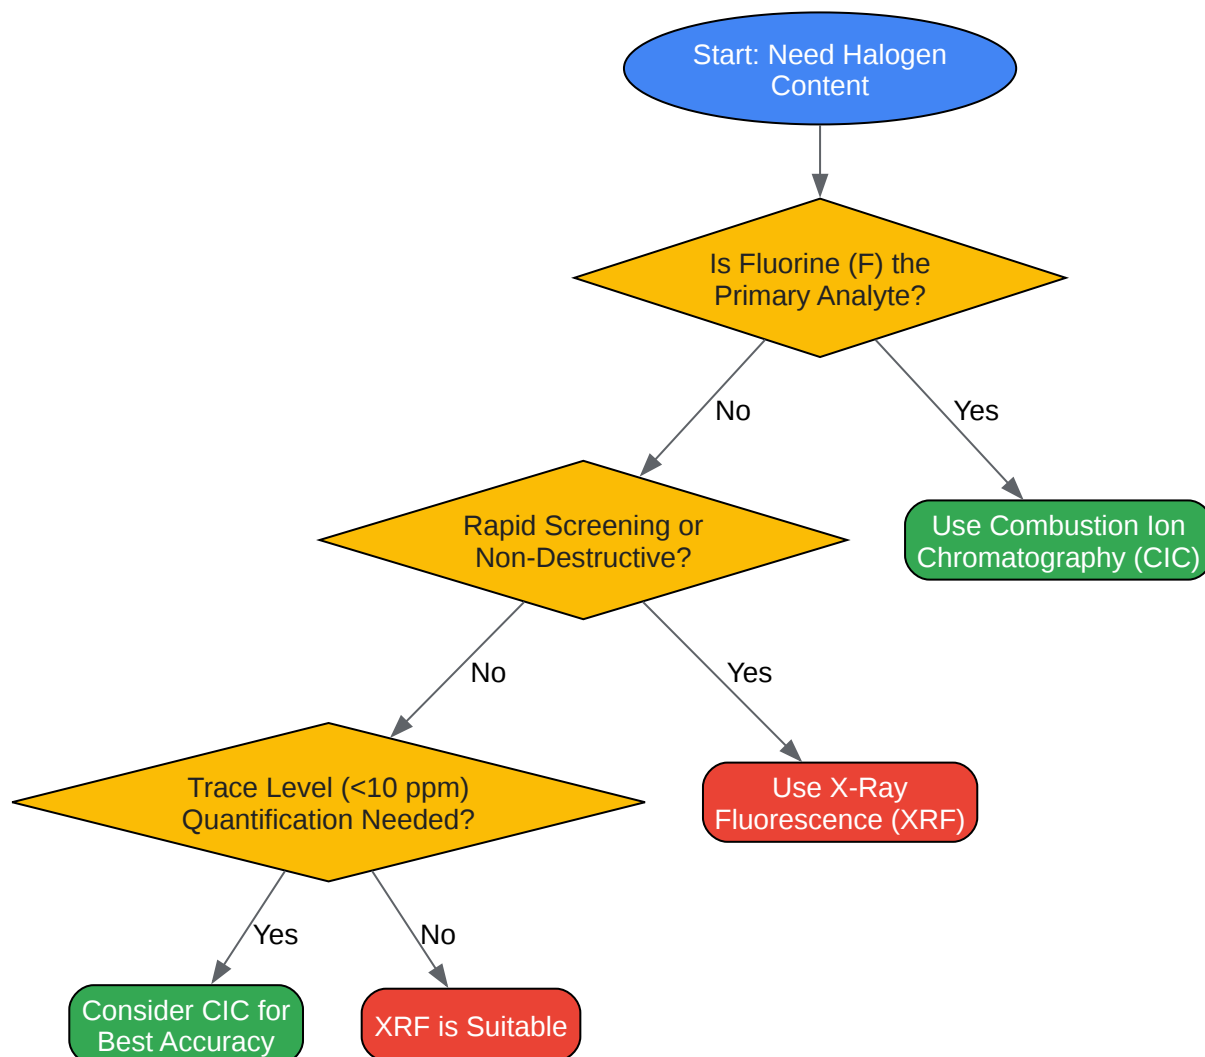 Start: Need Halogen
Content
Is Fluorine (F) the
Primary Analyte?
No
Yes
Rapid Screening or
Non-Destructive?
Use Combustion Ion
Chromatography (CIC)
No
Yes
Trace Level (<10 ppm)
Quantification Needed?
Use X-Ray
Fluorescence (XRF)
Yes
No
Consider CIC for
Best Accuracy
XRF is Suitable